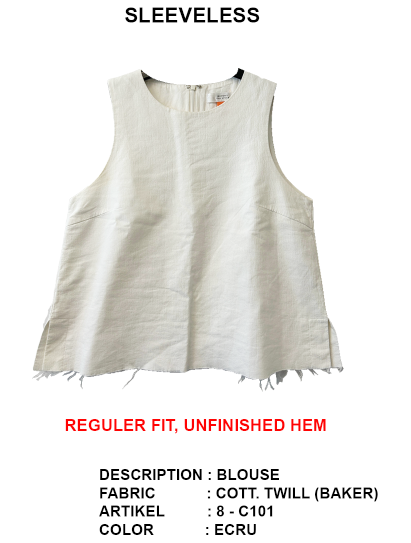 SLEEVELESS
REGULER FIT, UNFINISHED HEM
DESCRIPTION : BLOUSE
FABRIC : COTT. TWILL (BAKER)
ARTIKEL : 8 - C101
COLOR : ECRU